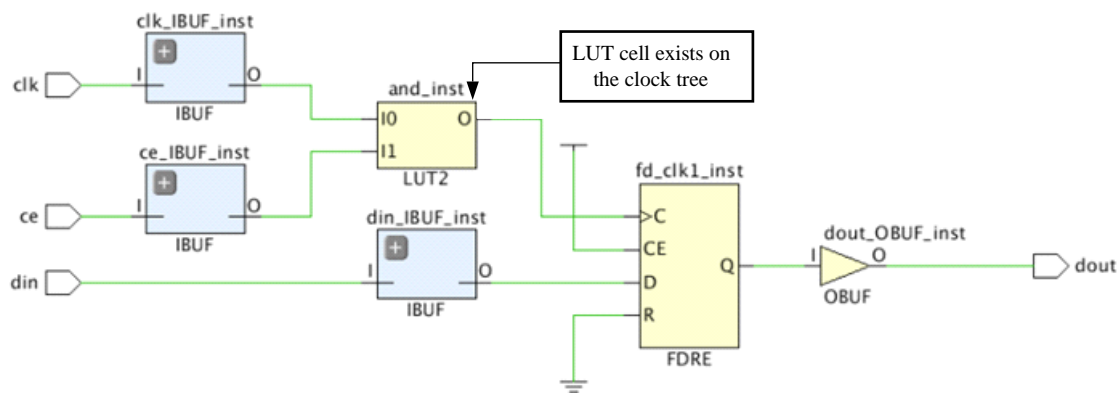 clk_IBUF_inst
clk
I
O
IBUF
LUT cell exists on
the clock tree
and_inst
I0
I1
O
LUT2
ce_IBUF_inst
ce
I
O
IBUF
din_IBUF_inst
din
I
O
IBUF
fd_clk1_inst
C
CE
D
R
Q
FDRE
dout_OBUF_inst
I
O
OBUF
dout